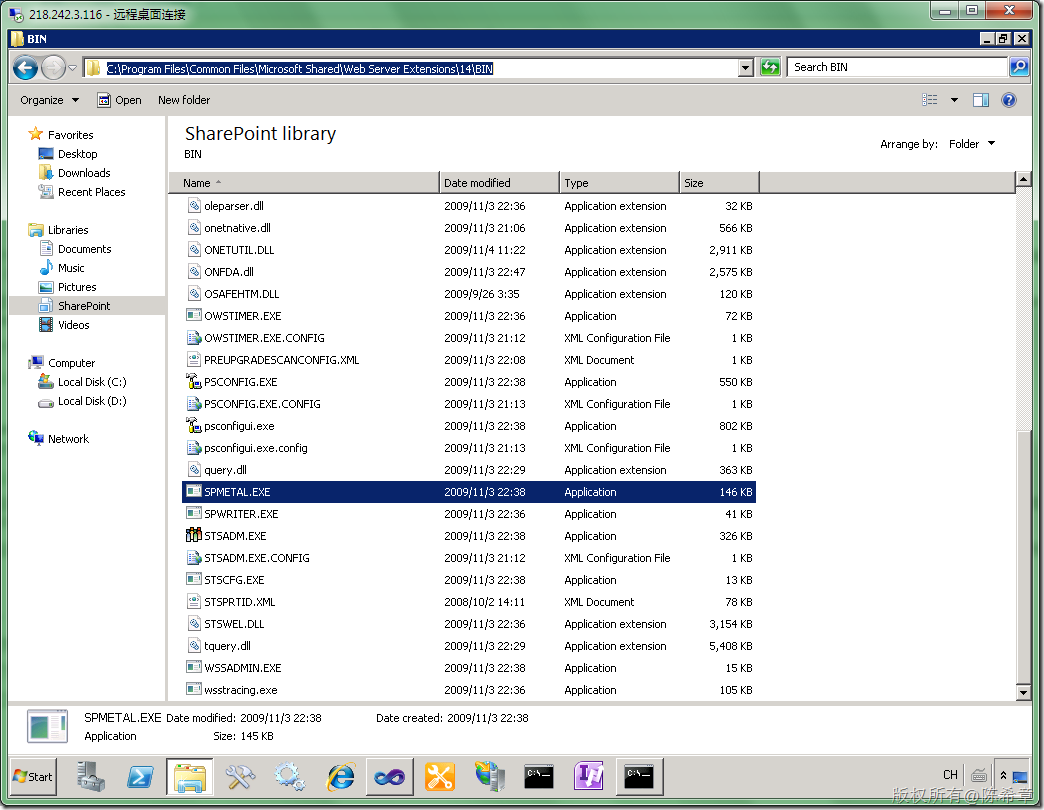 218.242.3.116 - 远程桌面连接
BIN
C:\Program Files\Common Files\Microsoft Shared\Web Server Extensions\14\BIN
Search BIN
Organize Open New folder
Favorites
Desktop
Downloads
Recent Places
Libraries
Documents
Music
Pictures
SharePoint
Videos
Computer
Local Disk (C:)
Local Disk (D:)
Network
SharePoint library
BIN
Arrange by: Folder
Name Date modified Type Size
oleparser.dll 2009/11/3 22:36 Application extension 32 KB
onetnative.dll 2009/11/3 21:06 Application extension 566 KB
ONETUTIL.DLL 2009/11/4 11:22 Application extension 2,911 KB
ONFDA.dll 2009/11/3 22:47 Application extension 2,575 KB
OSAFEHTM.DLL 2009/9/26 3:35 Application extension 120 KB
OWSTIMER.EXE 2009/11/3 22:36 Application 72 KB
OWSTIMER.EXE.CONFIG 2009/11/3 21:12 XML Configuration File 1 KB
PREUPGRADESCANCONFIG.XML 2009/11/3 22:08 XML Document 1 KB
PSCONFIG.EXE 2009/11/3 22:38 Application 550 KB
PSCONFIG.EXE.CONFIG 2009/11/3 21:13 XML Configuration File 1 KB
psconfigui.exe 2009/11/3 22:38 Application 802 KB
psconfigui.exe.config 2009/11/3 21:13 XML Configuration File 1 KB
query.dll 2009/11/3 22:29 Application extension 363 KB
SPMETAL.EXE 2009/11/3 22:38 Application 146 KB
SPWRITER.EXE 2009/11/3 22:36 Application 41 KB
STSADM.EXE 2009/11/3 22:38 Application 326 KB
STSADM.EXE.CONFIG 2009/11/3 21:12 XML Configuration File 1 KB
STSCFG.EXE 2009/11/3 22:38 Application 13 KB
STSPRTID.XML 2008/10/2 14:11 XML Document 78 KB
STSWEL.DLL 2009/11/3 22:36 Application extension 3,154 KB
tquery.dll 2009/11/3 22:29 Application extension 5,408 KB
WSSADMIN.EXE 2009/11/3 22:38 Application 15 KB
wsstracing.exe 2009/11/3 22:36 Application 105 KB
SPMETAL.EXE Date modified: 2009/11/3 22:38 Date created: 2009/11/3 22:38
Application Size: 145 KB
Start CH
版权所有@陈希章